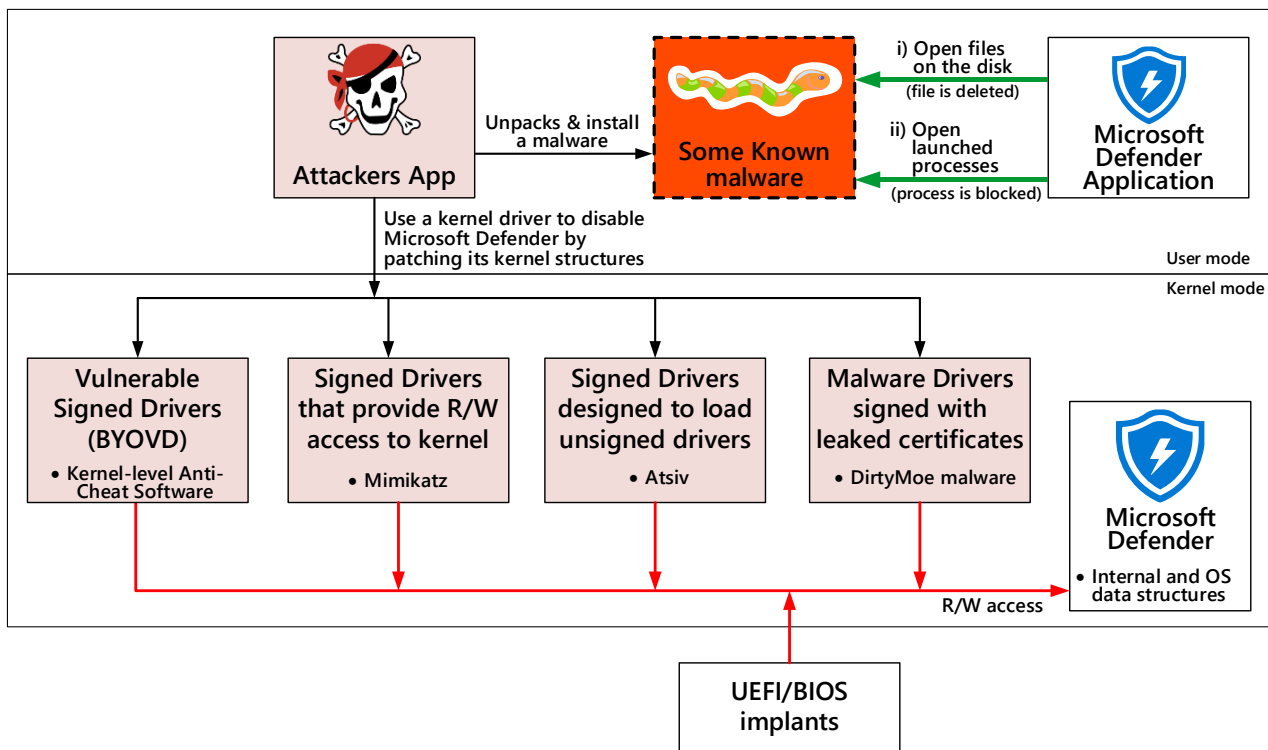 Attackers App
Unpacks & install
a malware
Some Known
malware
i) Open files
on the disk
(file is deleted)
ii) Open
launched
processes
(process is blocked)
Microsoft
Defender
Application
Use a kernel driver to disable
Microsoft Defender by
patching its kernel structures
User mode
Kernel mode
Vulnerable
Signed Drivers
(BYOVD)
• Kernel-level Anti-
Cheat Software
Signed Drivers
that provide R/W
access to kernel
• Mimikatz
Signed Drivers
designed to load
unsigned drivers
• Atsiv
Malware Drivers
signed with
leaked certificates
• DirtyMoe malware
Microsoft
Defender
• Internal and OS
data structures
R/W access
UEFI/BIOS
implants